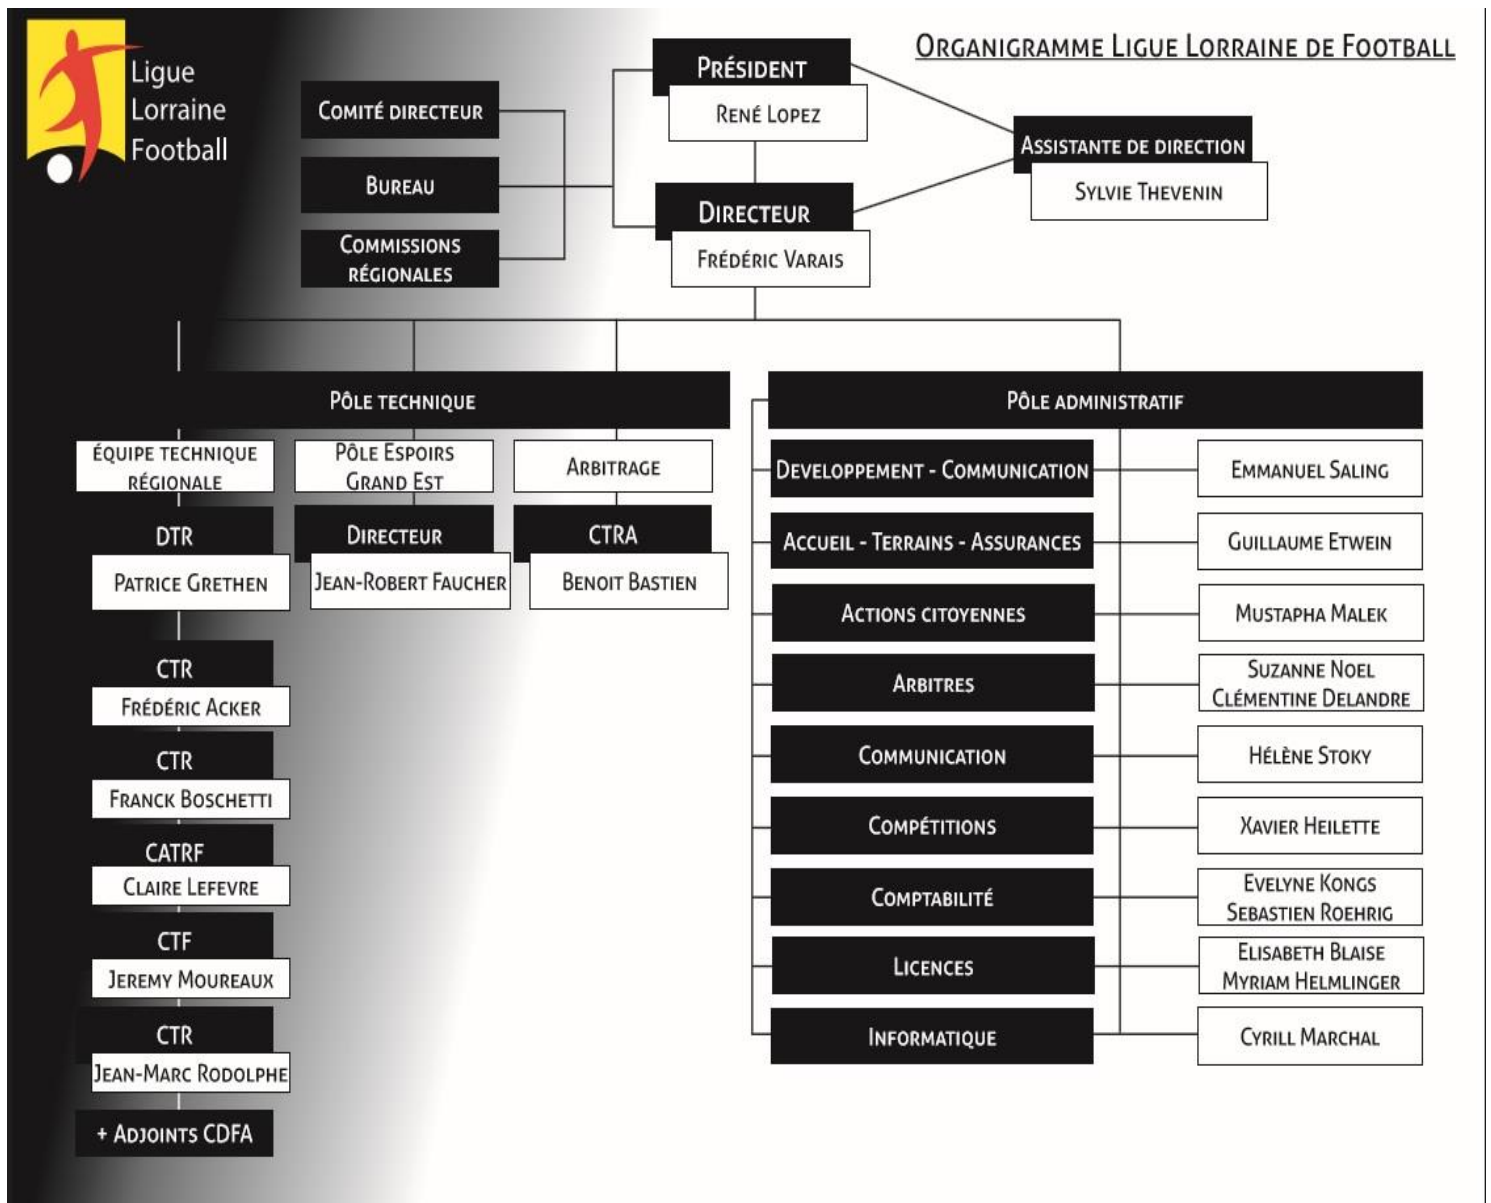 Ligue
Lorraine
Football
ORGANIGRAMME LIGUE LORRAINE DE FOOTBALL
PRÉSIDENT
RENÉ LOPEZ
COMITÉ DIRECTEUR
BUREAU
COMMISSIONS
RÉGIONALES
DIRECTEUR
FRÉDÉRIC VARAIS
ASSISTANTE DE DIRECTION
SYLVIE THEVENIN
PÔLE TECHNIQUE
ÉQUIPE TECHNIQUE
RÉGIONALE
DTR
PATRICE GRETHEN
CTR
FRÉDÉRIC ACKER
CTR
FRANCK BOSCHETTI
CATRF
CLAIRE LEFEVRE
CTF
JEREMY MOUREAUX
CTR
JEAN-MARC RODOLPHE
+ ADJOINTS CDFA
PÔLE ESPOIRS
GRAND EST
DIRECTEUR
JEAN-ROBERT FAUCHER
ARBITRAGE
CTRA
BENOIT BASTIEN
PÔLE ADMINISTRATIF
DEVELOPPEMENT - COMMUNICATION
EMMANUEL SALING
ACCUEIL - TERRAINS - ASSURANCES
GUILLAUME ETWEIN
ACTIONS CITOYENNES
MUSTAPHA MALEK
ARBITRES
SUZANNE NOEL
CLÉMENTINE DELANDRE
COMMUNICATION
HÉLÈNE STOKY
COMPÉTITIONS
XAVIER HEILETTE
COMPTABILITÉ
EVELYNE KONGS
SEBASTIEN ROEHRIG
LICENCES
ELISABETH BLAISE
MYRIAM HELMLINGER
INFORMATIQUE
CYRILL MARCHAL